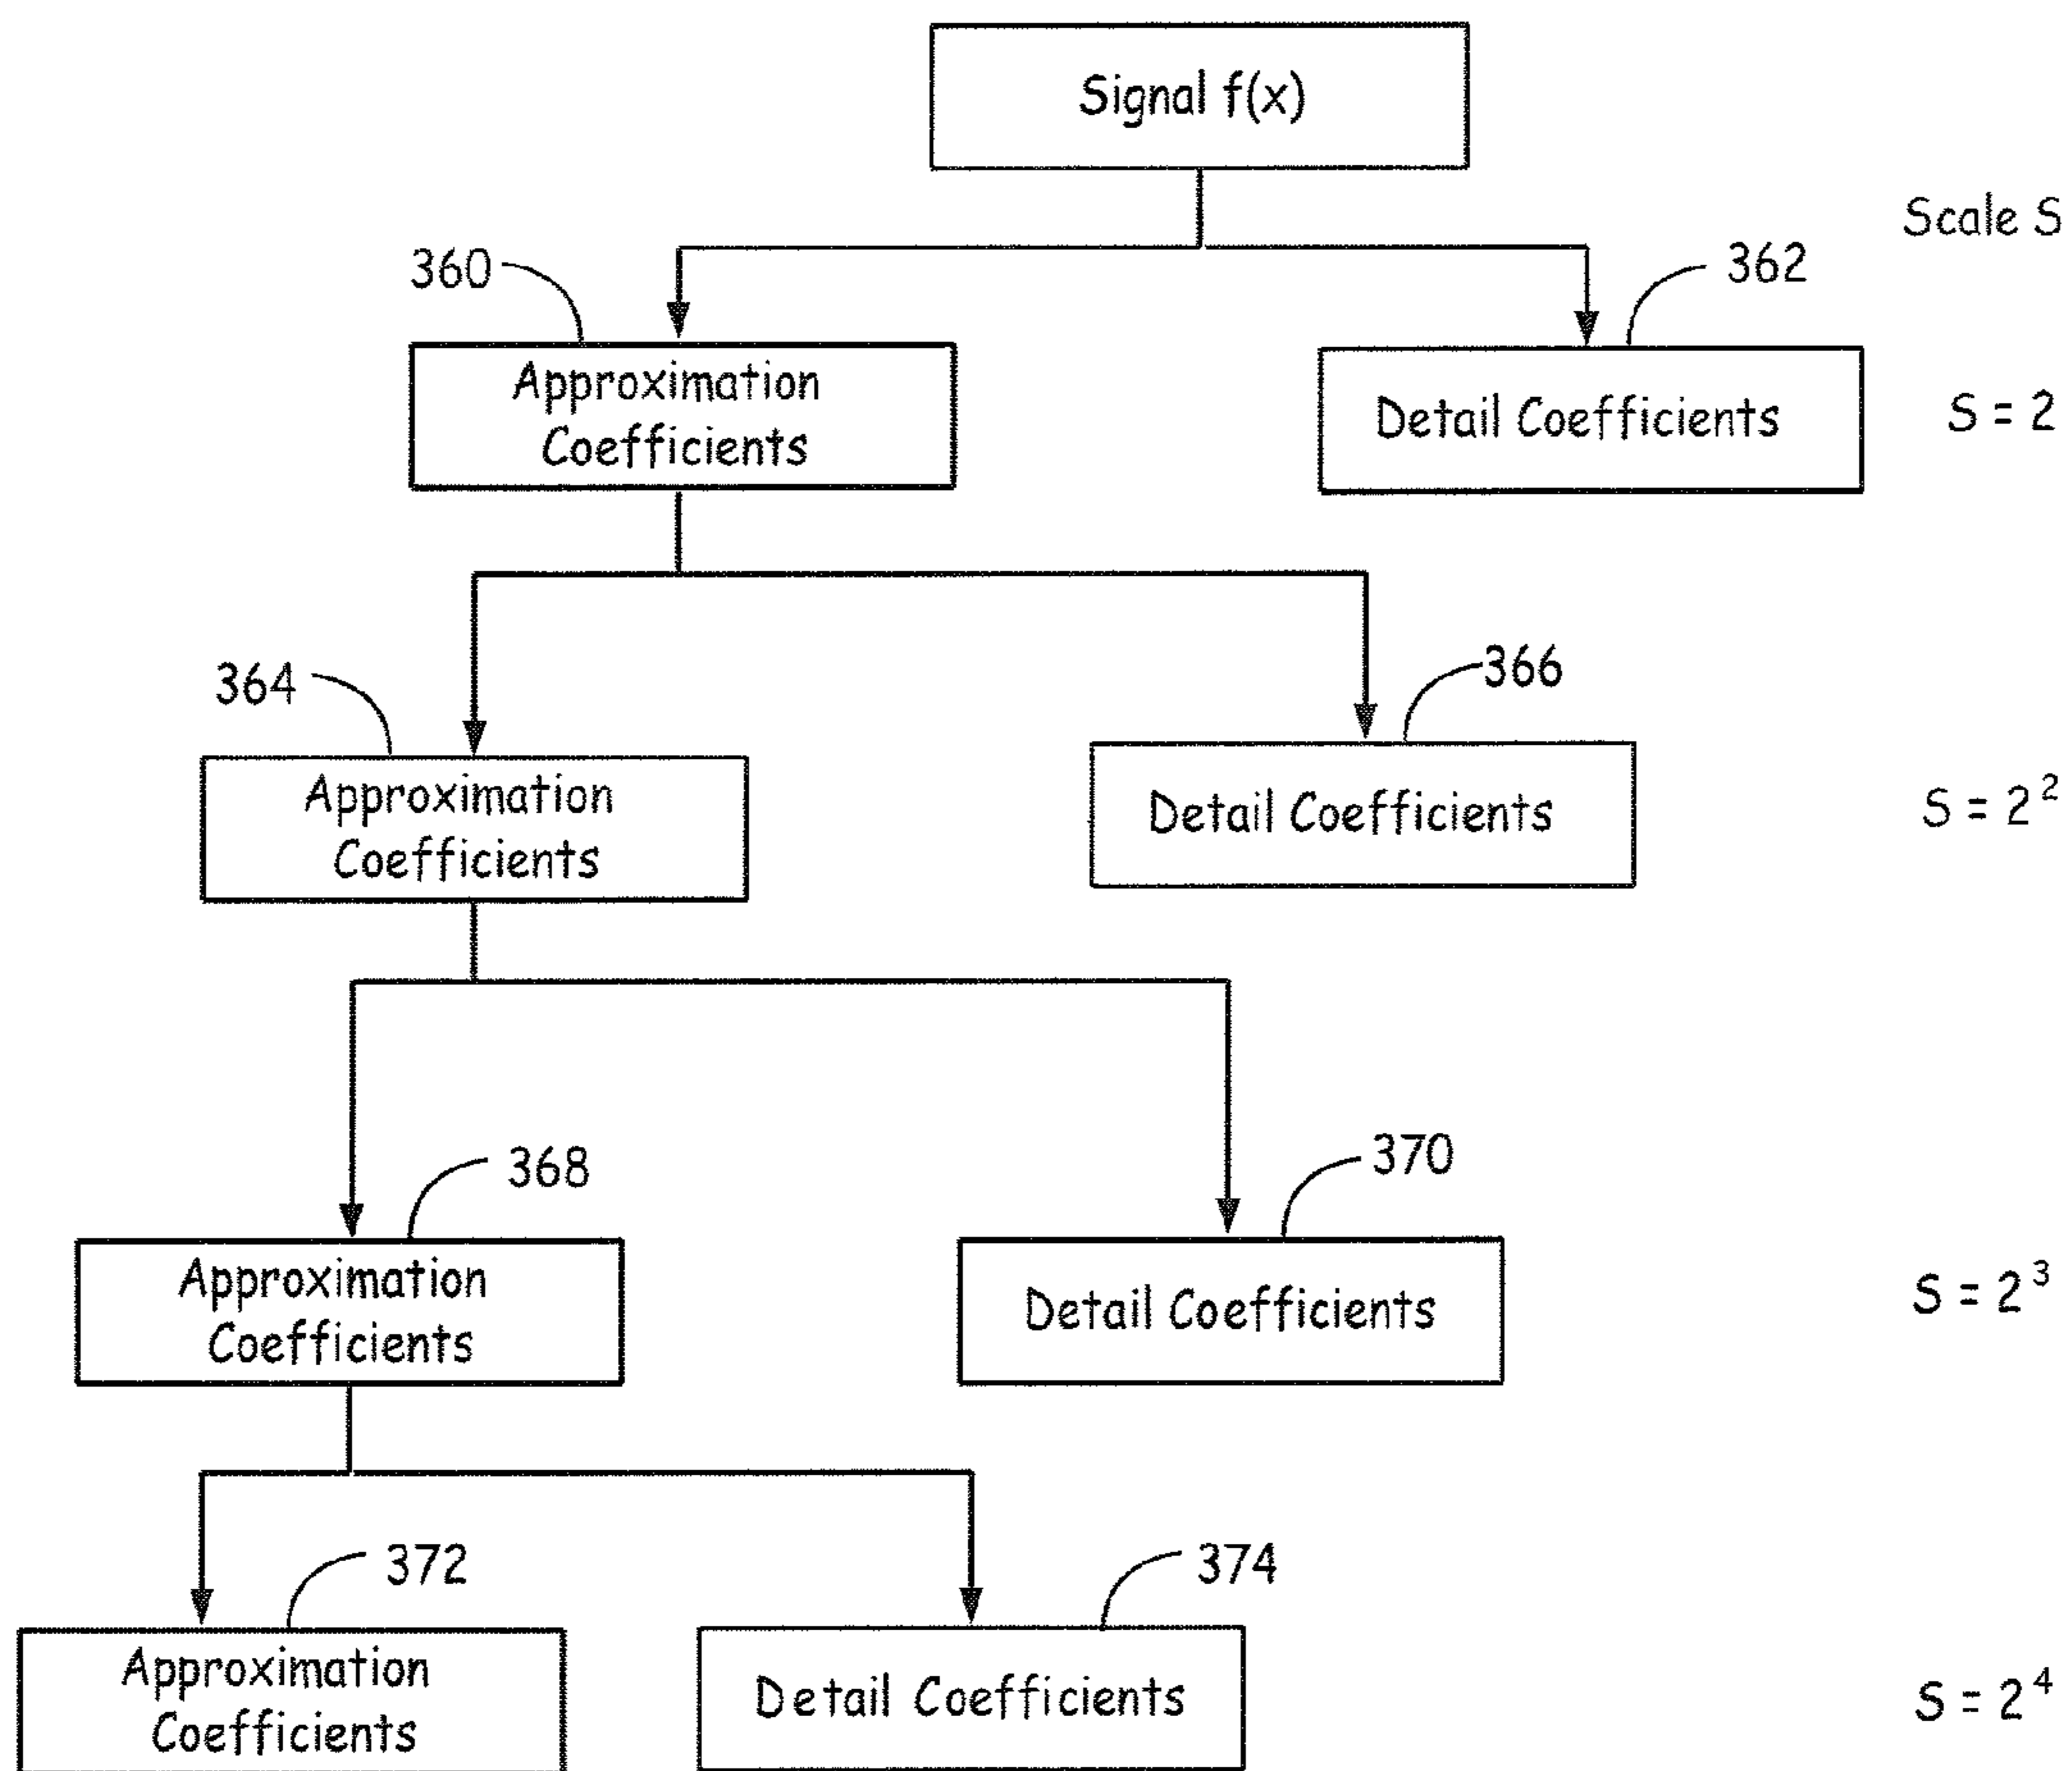 Signal f(x)
Scale S
360
362
Approximation
Coefficients
Detail Coefficients
S = 2
364
366
Approximation
Coefficients
Detail Coefficients
S = 2²
368
370
Approximation
Coefficients
Detail Coefficients
S = 2³
372
374
Approximation
Coefficients
Detail Coefficients
S = 2⁴